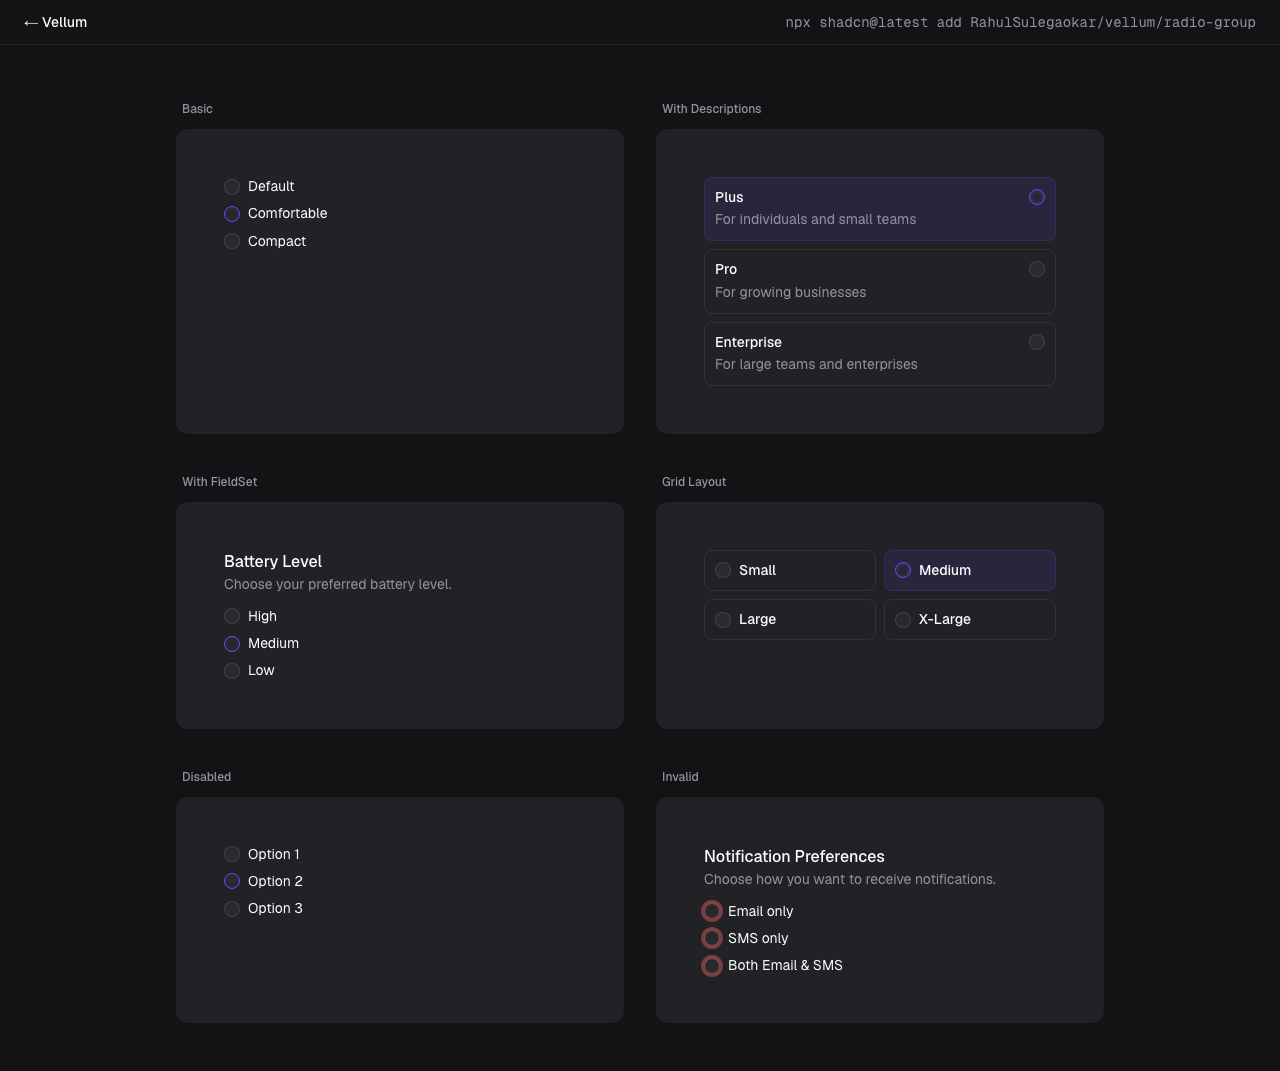 ← Vellum
npx shadcn@latest add RahulSulegaokar/vellum/radio-group
Basic
Default
Comfortable
Compact
With Descriptions
Plus
For individuals and small teams
Pro
For growing businesses
Enterprise
For large teams and enterprises
With FieldSet
Battery Level
Choose your preferred battery level.
High
Medium
Low
Grid Layout
Small
Medium
Large
X-Large
Disabled
Option 1
Option 2
Option 3
Invalid
Notification Preferences
Choose how you want to receive notifications.
Email only
SMS only
Both Email & SMS